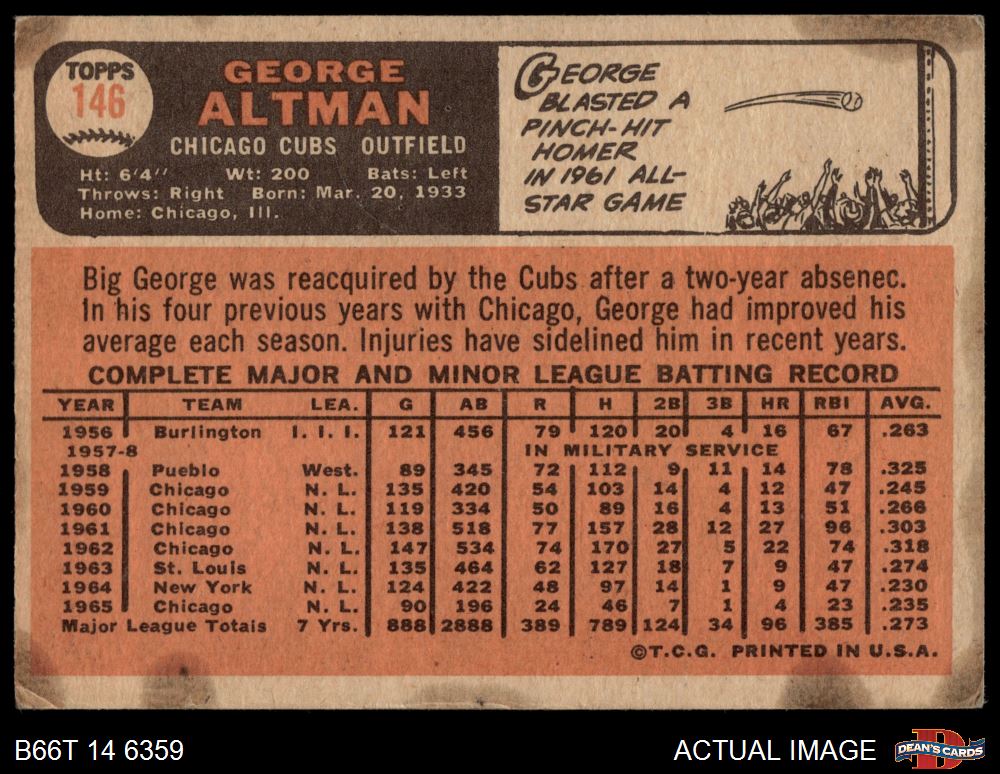 TOPPS
146
GEORGE
ALTMAN
CHICAGO CUBS OUTFIELD
Ht: 6'4'' Wt: 200 Bats: Left
Throws: Right Born: Mar. 20, 1933
Home: Chicago, Ill.
GEORGE
BLASTED A
PINCH-HIT
HOMER
IN 1961 ALL-
STAR GAME
Big George was reacquired by the Cubs after a two-year absenec.
In his four previous years with Chicago, George had improved his
average each season. Injuries have sidelined him in recent years.
COMPLETE MAJOR AND MINOR LEAGUE BATTING RECORD
YEAR TEAM LEA. G AB R H 2B 3B HR RBI AVG.
1956 Burlington I. I. I. 121 456 79 120 20 4 16 67 .263
1957-8 IN MILITARY SERVICE
1958 Pueblo West. 89 345 72 112 9 11 14 78 .325
1959 Chicago N. L. 135 420 54 103 14 4 12 47 .245
1960 Chicago N. L. 119 334 50 89 16 4 13 51 .266
1961 Chicago N. L. 138 518 77 157 28 12 27 96 .303
1962 Chicago N. L. 147 534 74 170 27 5 22 74 .318
1963 St. Louis N. L. 135 464 62 127 18 7 9 47 .274
1964 New York N. L. 124 422 48 97 14 1 9 47 .230
1965 Chicago N. L. 90 196 24 46 7 1 4 23 .235
Major League Totals 7 Yrs. 888 2888 389 789 124 34 96 385 .273
©T.C.G. PRINTED IN U.S.A.
B66T 14 6359
ACTUAL IMAGE
D
DEAN'S CARDS